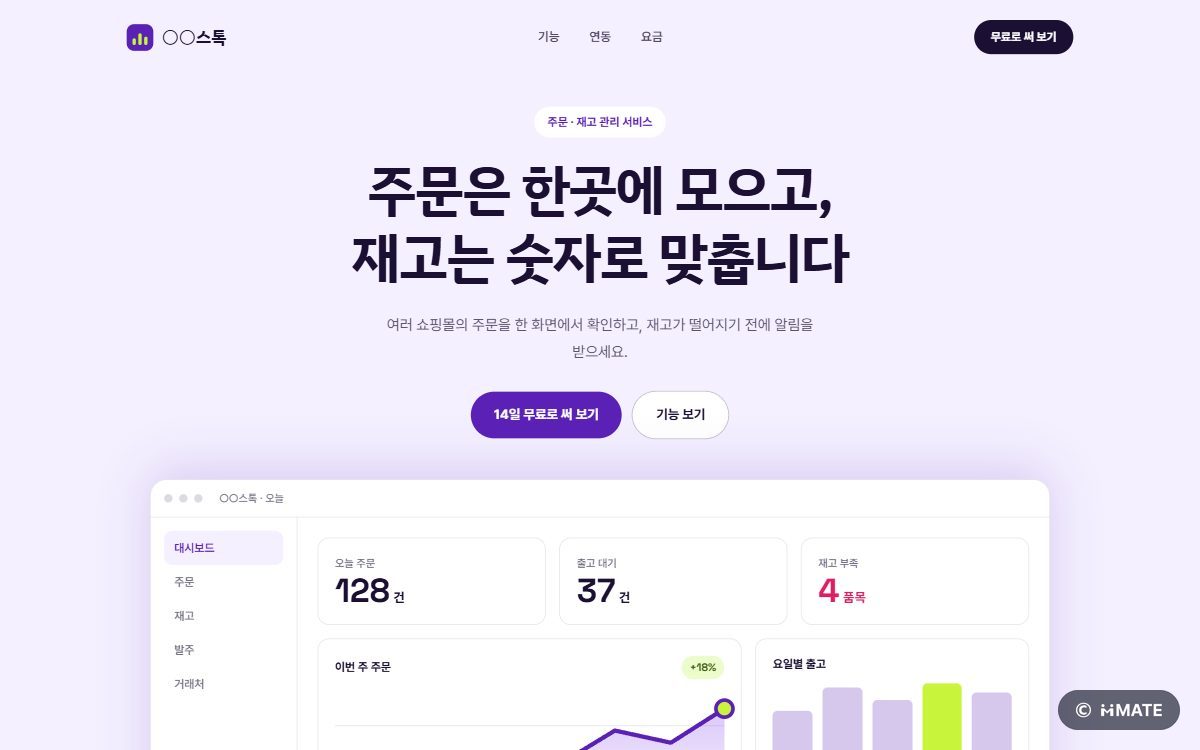 ○○스톡
기능 연동 요금
무료로 써 보기
주문 · 재고 관리 서비스
주문은 한곳에 모으고,
재고는 숫자로 맞춥니다
여러 쇼핑몰의 주문을 한 화면에서 확인하고, 재고가 떨어지기 전에 알림을
받으세요.
14일 무료로 써 보기
기능 보기
○○스톡 · 오늘
대시보드
주문
재고
발주
거래처
오늘 주문
128 건
출고 대기
37 건
재고 부족
4 품목
이번 주 주문
+18%
요일별 출고
© MATE